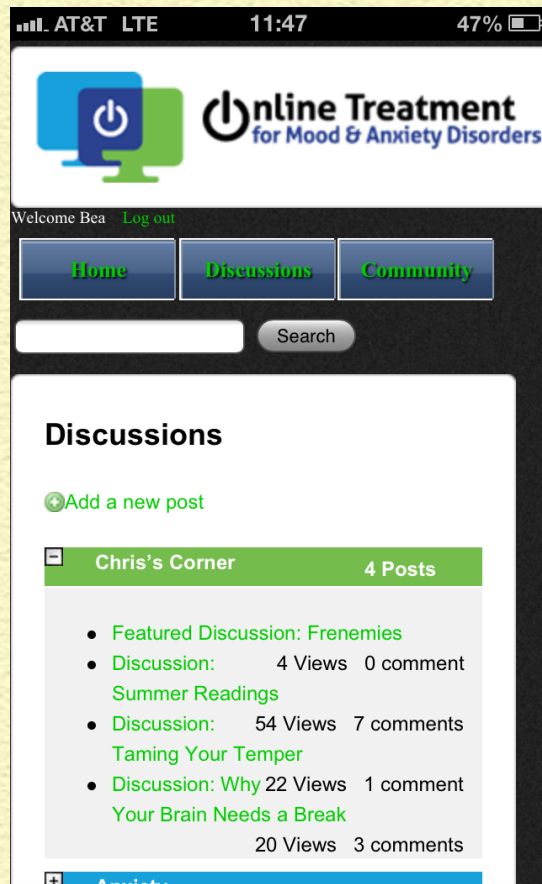 AT&T LTE 11:47 47%
Online Treatment
for Mood & Anxiety Disorders
Welcome Bea Log out
Home Discussions Community
Search
Discussions
Add a new post
Chris's Corner 4 Posts
Featured Discussion: Frenemies
Discussion: 4 Views 0 comment
Summer Readings
Discussion: 54 Views 7 comments
Taming Your Temper
Discussion: Why 22 Views 1 comment
Your Brain Needs a Break
20 Views 3 comments
Anxiety